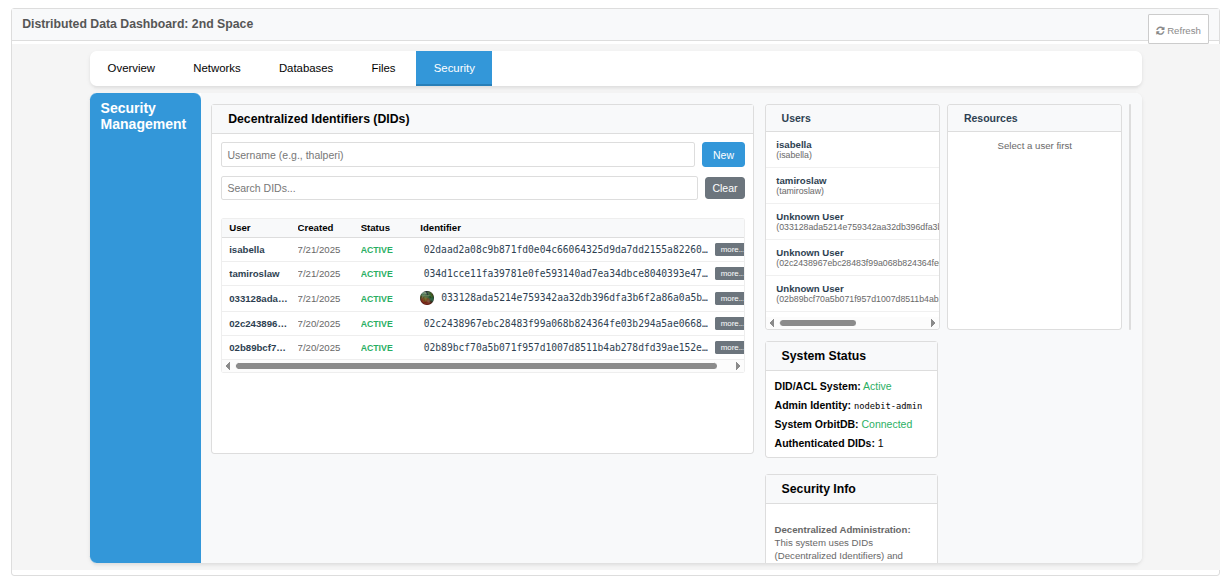 Distributed Data Dashboard: 2nd Space
Refresh
Overview Networks Databases Files Security
Security
Management
Decentralized Identifiers (DIDs)
Username (e.g., thalperi)
New
Search DIDs...
Clear
User Created Status Identifier
isabella 7/21/2025 ACTIVE 02daad2a08c9b871fd0e04c66064325d9da7dd2155a82260… more..
tamiroslaw 7/21/2025 ACTIVE 034d1cce11fa39781e0fe593140ad7ea34dbce8040393e47… more..
033128ada... 7/21/2025 ACTIVE 033128ada5214e759342aa32db396dfa3b6f2a86a0a5b… more..
02c243896... 7/20/2025 ACTIVE 02c2438967ebc28483f99a068b824364fe03b294a5ae0668… more..
02b89bcf7... 7/20/2025 ACTIVE 02b89bcf70a5b071f957d1007d8511b4ab278dfd39ae152e… more..
Users
isabella
(isabella)
tamiroslaw
(tamiroslaw)
Unknown User
(033128ada5214e759342aa32db396dfa3
Unknown User
(02c2438967ebc28483f99a068b824364fe
Unknown User
(02b89bcf70a5b071f957d1007d8511b4ab
Resources
Select a user first
System Status
DID/ACL System: Active
Admin Identity: nodebit-admin
System OrbitDB: Connected
Authenticated DIDs: 1
Security Info
Decentralized Administration:
This system uses DIDs
(Decentralized Identifiers) and